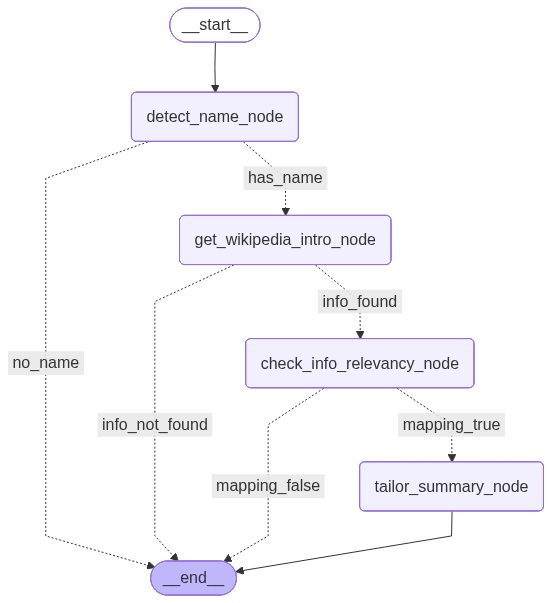 __start__
detect_name_node
has_name
get_wikipedia_intro_node
info_found
no_name
check_info_relevancy_node
info_not_found
mapping_true
mapping_false
tailor_summary_node
__end__